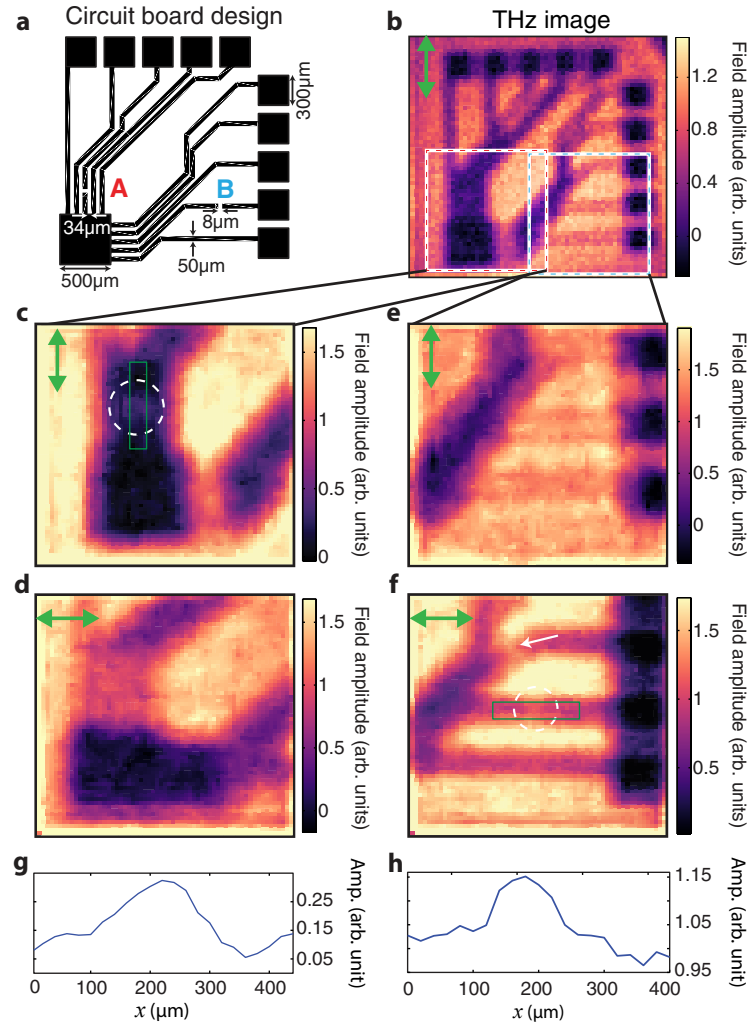 Circuit board design
THz image
a
300µm
A
B
34µm
8µm
500µm
50µm
b
1.2
0.8
0.4
0
Field amplitude (arb. units)
c
1.5
1
0.5
0
Field amplitude (arb. units)
e
1.5
1
0.5
0
Field amplitude (arb. units)
d
1.5
1
0.5
0
Field amplitude (arb. units)
f
1.5
1
0.5
Field amplitude (arb. units)
g
0.25
0.15
0.05
Amp. (arb. unit)
0 100 200 300 400
x (µm)
h
1.15
1.05
0.95
Amp. (arb. unit)
0 100 200 300 400
x (µm)